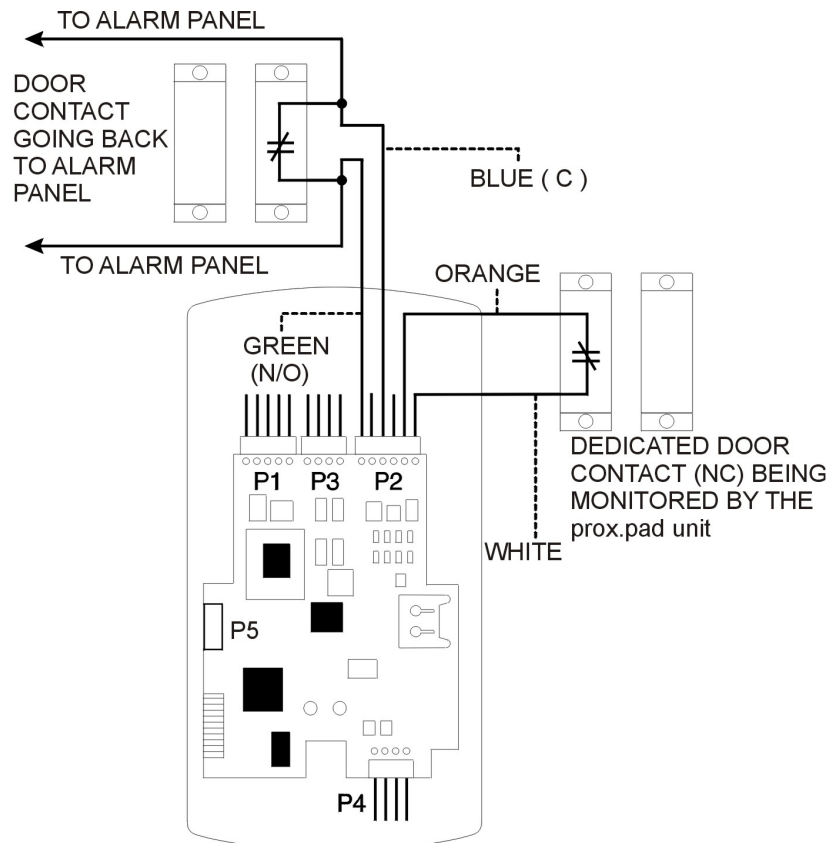 TO ALARM PANEL
DOOR
CONTACT
GOING BACK
TO ALARM
PANEL
BLUE ( C )
TO ALARM PANEL
ORANGE
GREEN
(N/O)
DEDICATED DOOR
CONTACT (NC) BEING
MONITORED BY THE
prox.pad unit
WHITE
P1 P3 P2
P5
P4